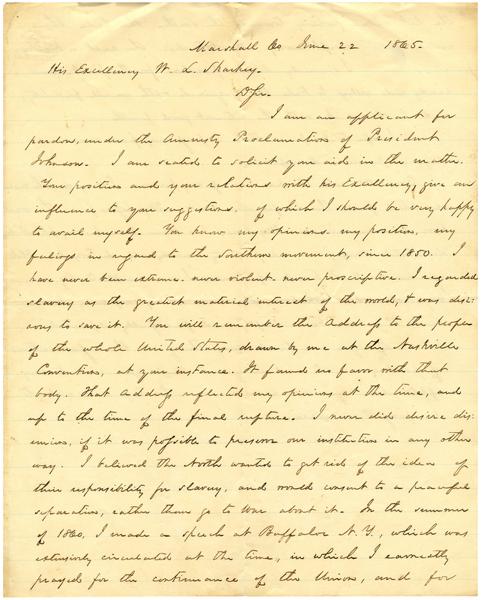 Marshall Co June 22 1865.
His Excellency W. L. Sharkey.
Dr Sir.
I am an applicant for
pardon, under the Amnesty Proclamation of President
Johnson. I am seated to solicit your aid in the matter.
Your position and your relations with his Excellency, give an
influence to your suggestions. of which I should be very happy
to avail myself. You know my opinions. my position, my
feelings in regard to the Southern movement, since 1850. I
have never been extreme. never violent. never proscriptive. I regarded
slavery as the greatest material interest of the world, & was desi-
rous to save it. You will remember the Address to the people
of the whole United States, drawn by me at the Nashville
Convention, at your instance. It found no favor with that
body. That Address reflected my opinions at the time, and
up to the time of the final rupture. I never did desire dis-
union, if it was possible to preserve our institution in any other
way. I believed the North wanted to get rid of the idea of
their responsibility for slavery, and would consent to a peaceful
separation, rather than go to War about it. In the summer
of 1860, I made a speech at Buffaloe N. Y., which was
extensively circulated at the time, in which I earnestly
prayed for the continuance of the Union, and for